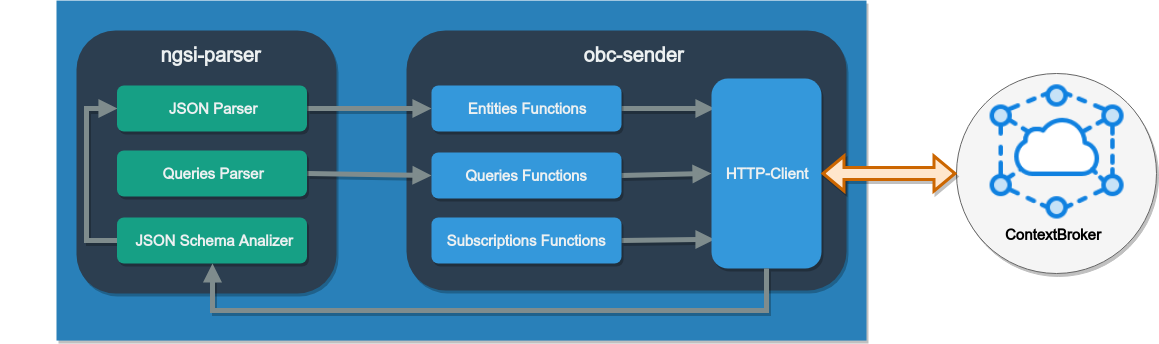 ngsi-parser
JSON Parser
Queries Parser
JSON Schema Analizer
obc-sender
Entities Functions
Queries Functions
Subscriptions Functions
HTTP-Client
ContextBroker